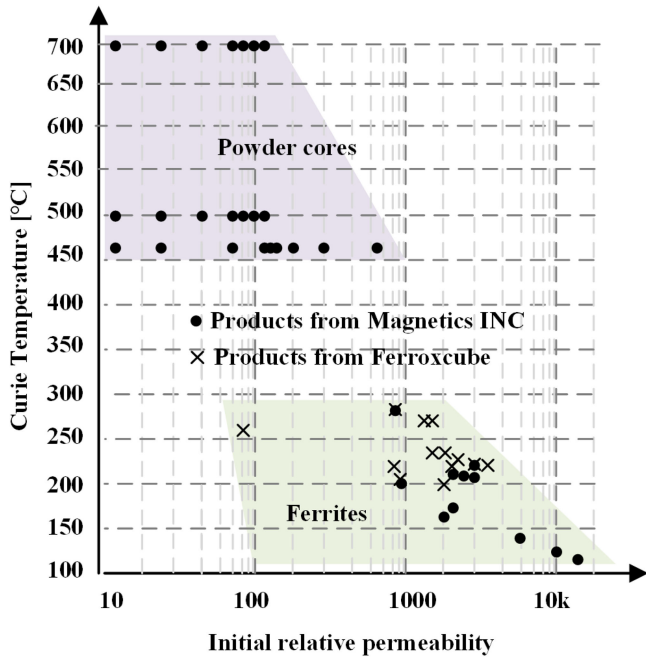 700
650
600
550
500
450
400
350
300
250
200
150
100
Curie Temperature [°C]
Powder cores
Products from Magnetics INC
Products from Ferroxcube
Ferrites
10
100
1000
10k
Initial relative permeability